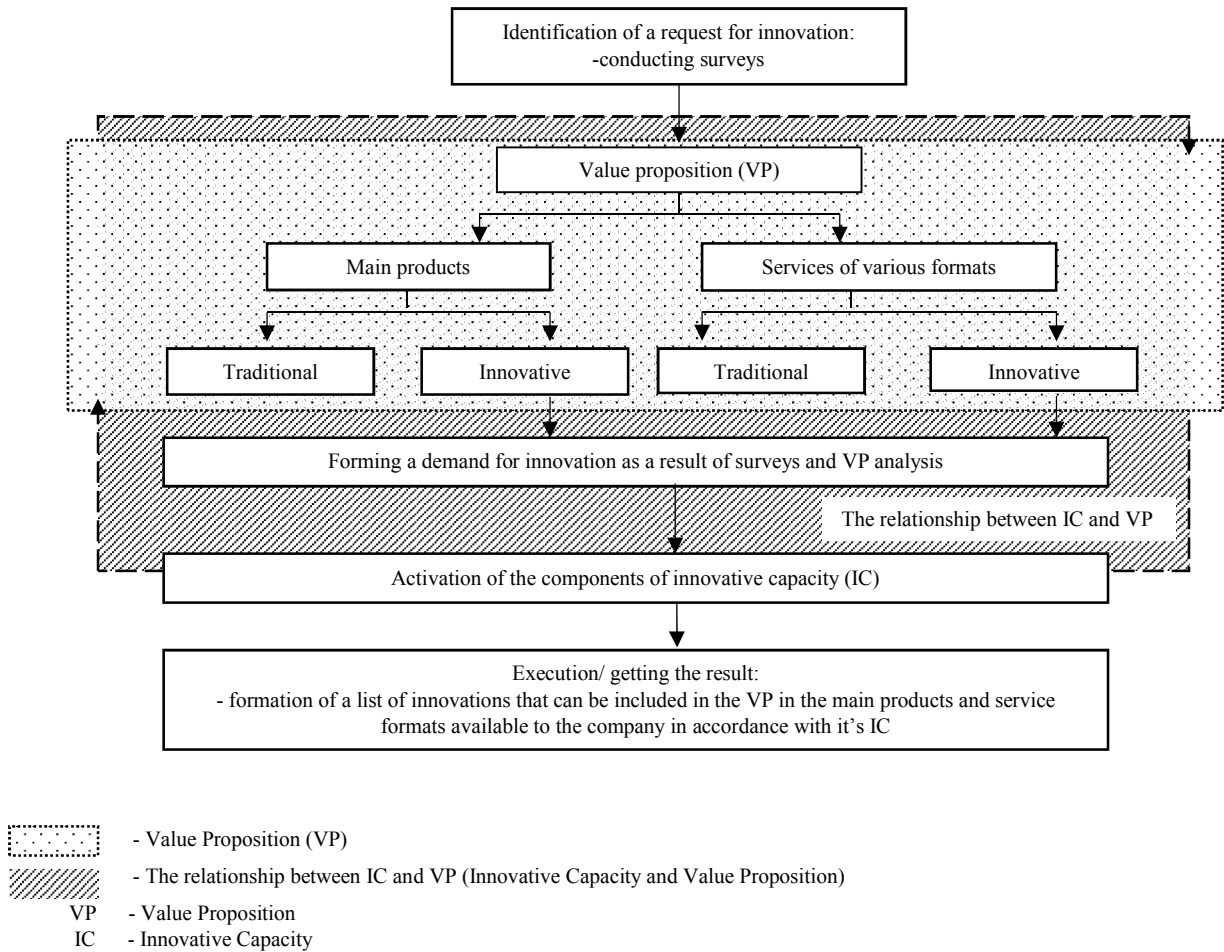 Identification of a request for innovation:
-conducting surveys
Value proposition (VP)
Main products
Services of various formats
Traditional
Innovative
Traditional
Innovative
Forming a demand for innovation as a result of surveys and VP analysis
The relationship between IC and VP
Activation of the components of innovative capacity (IC)
Execution/ getting the result:
- formation of a list of innovations that can be included in the VP in the main products and service
formats available to the company in accordance with it's IC
- Value Proposition (VP)
- The relationship between IC and VP (Innovative Capacity and Value Proposition)
VP - Value Proposition
IC - Innovative Capacity